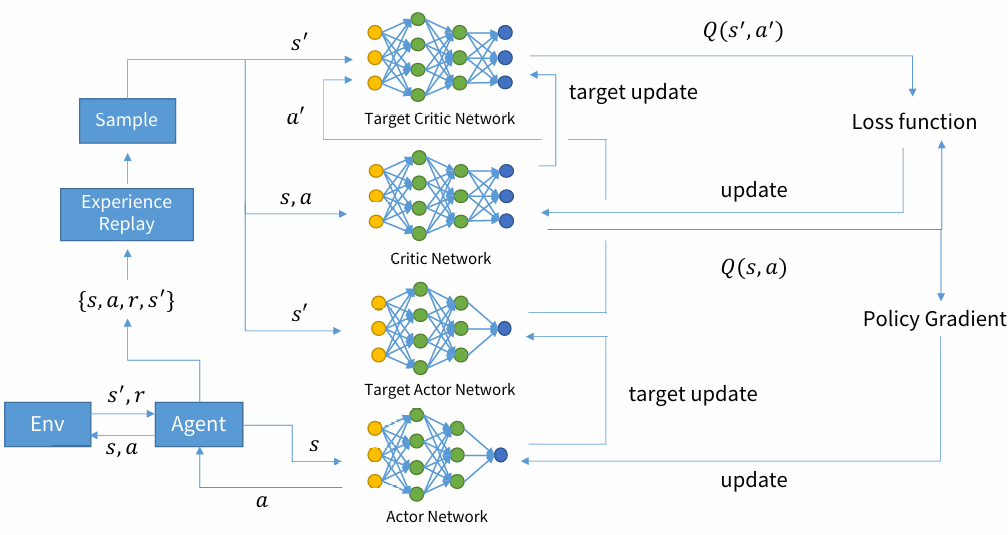 s′
Q(s′, a′)
target update
Sample
a′
Target Critic Network
Loss function
Experience
Replay
s, a
update
Critic Network
Q(s, a)
{s, a, r, s′}
s′
Policy Gradient
Target Actor Network
s′, r
target update
Env
Agent
s, a
s
update
a
Actor Network